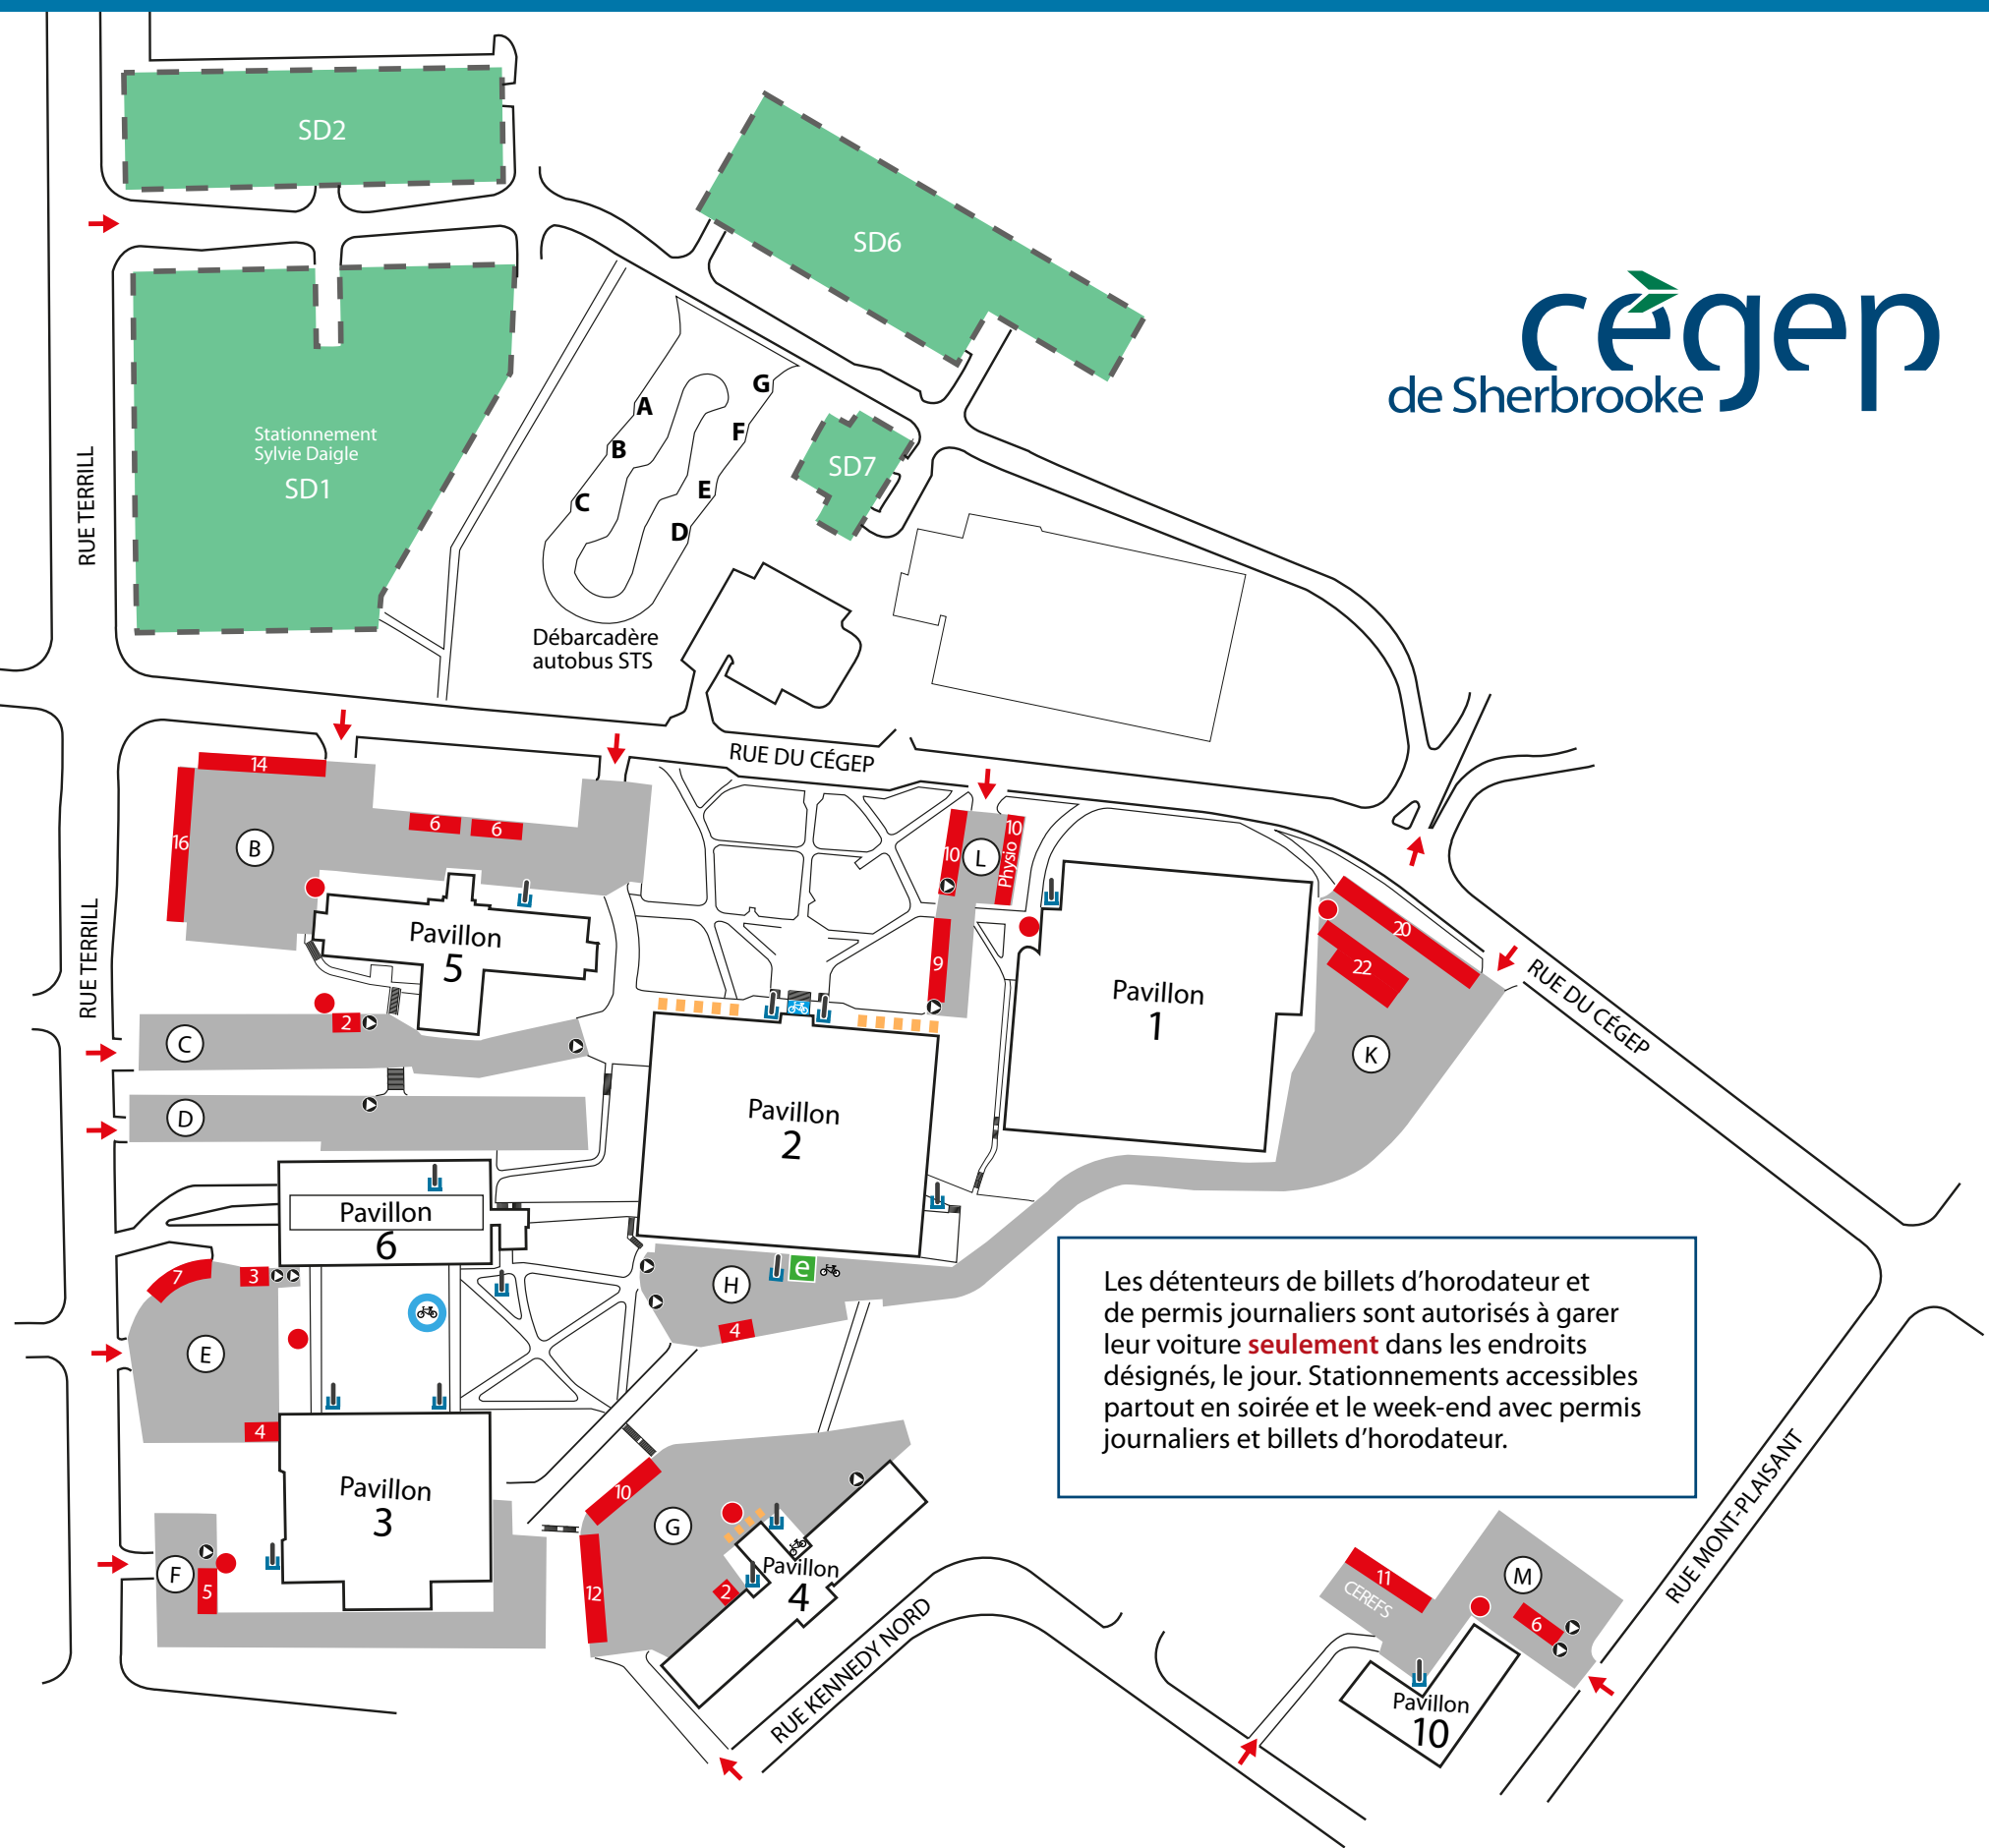 SD2
SD6
cégep
de Sherbrooke
G
A
F
B
Stationnement
Sylvie Daigle
SD1
SD7
E
C
D
RUE TERRILL
Débarcadère
autobus STS
RUE DU CÉGEP
14
6
6
16
B
10
L
10
Physio
RUE TERRILL
Pavillon
5
9
20
22
RUE DU CÉGEP
Pavillon
1
2
C
K
D
Pavillon
2
Pavillon
6
7
3
H
e
4
E
Les détenteurs de billets d'horodateur et
de permis journaliers sont autorisés à garer
leur voiture seulement dans les endroits
désignés, le jour. Stationnements accessibles
partout en soirée et le week-end avec permis
journaliers et billets d'horodateur.
4
Pavillon
3
10
G
12
2
Pavillon
4
F
5
RUE KENNEDY NORD
RUE MONT-PLAISANT
11
CEREFS
M
6
Pavillon
10